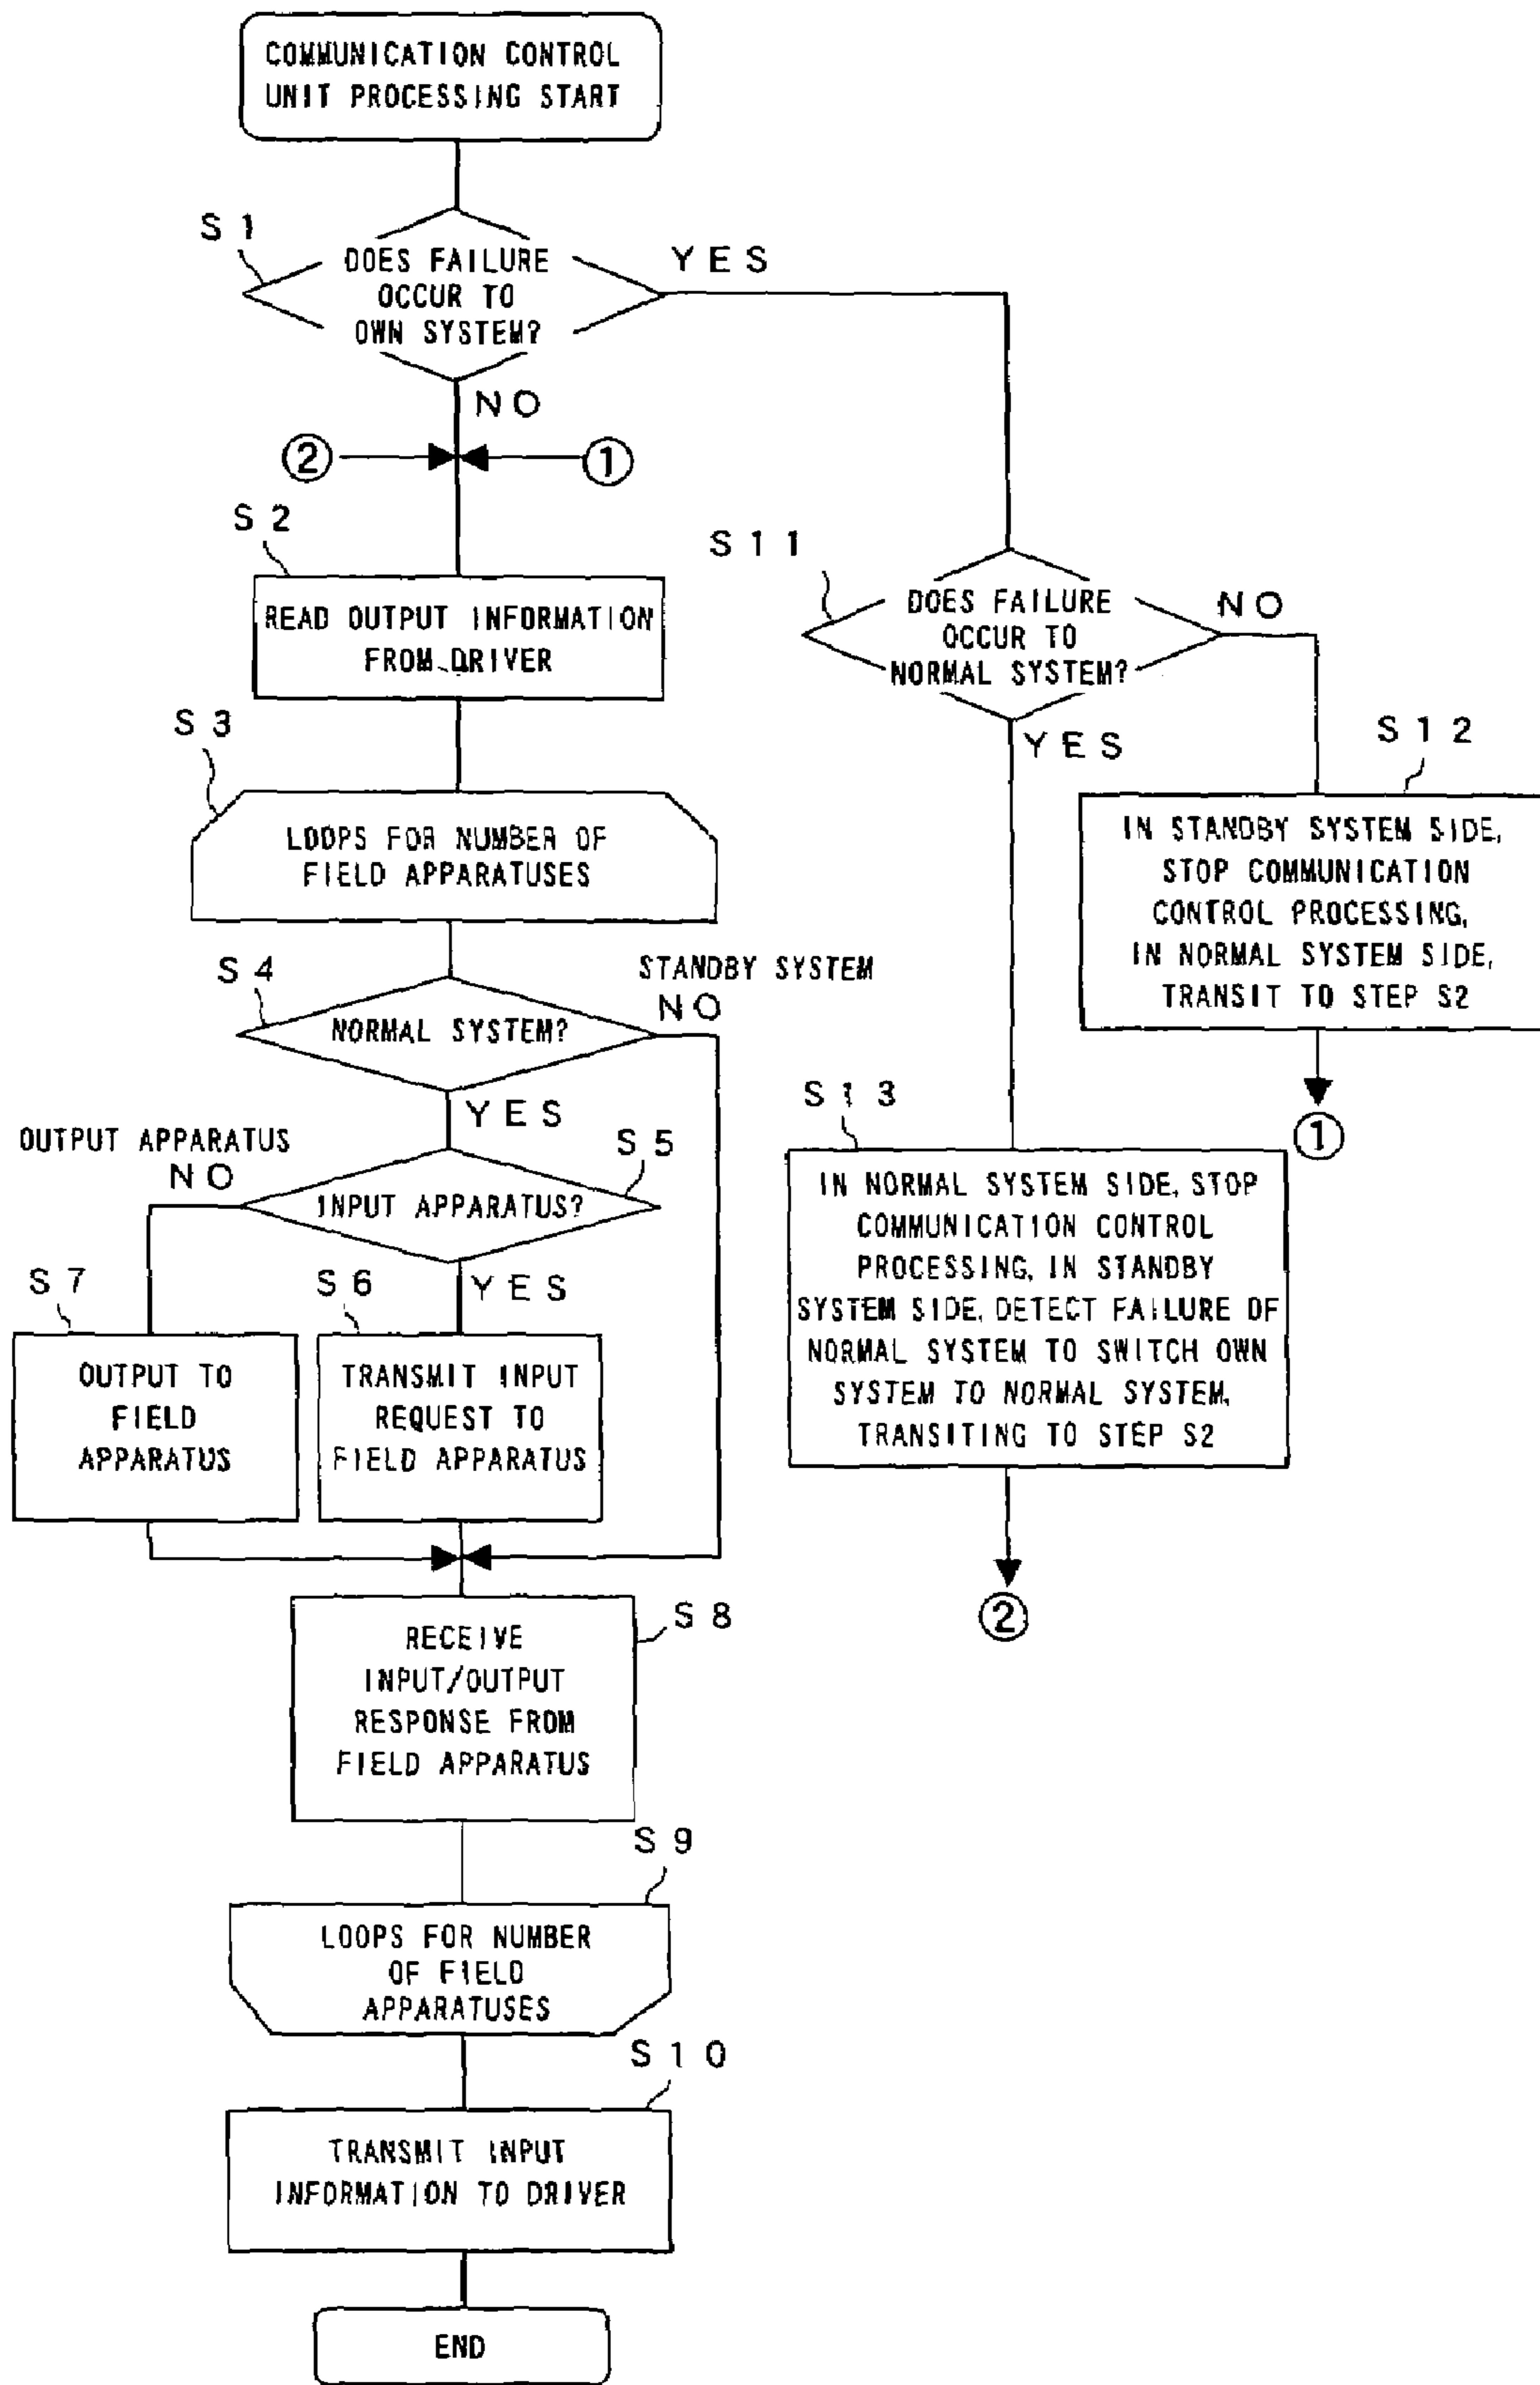 COMMUNICATION CONTROL
UNIT PROCESSING START
S1
DOES FAILURE
OCCUR TO
OWN SYSTEM?
YES
NO
②
①
S2
READ OUTPUT INFORMATION
FROM DRIVER
S3
LOOPS FOR NUMBER OF
FIELD APPARATUSES
S4
NORMAL SYSTEM?
STANDBY SYSTEM
NO
YES
S5
INPUT APPARATUS?
OUTPUT APPARATUS
NO
YES
S7
OUTPUT TO
FIELD
APPARATUS
S6
TRANSMIT INPUT
REQUEST TO
FIELD APPARATUS
S8
RECEIVE
INPUT/OUTPUT
RESPONSE FROM
FIELD APPARATUS
S9
LOOPS FOR NUMBER
OF FIELD
APPARATUSES
S10
TRANSMIT INPUT
INFORMATION TO DRIVER
END
S11
DOES FAILURE
OCCUR TO
NORMAL SYSTEM?
NO
YES
S12
IN STANDBY SYSTEM SIDE,
STOP COMMUNICATION
CONTROL PROCESSING,
IN NORMAL SYSTEM SIDE,
TRANSIT TO STEP S2
①
S13
IN NORMAL SYSTEM SIDE, STOP
COMMUNICATION CONTROL
PROCESSING, IN STANDBY
SYSTEM SIDE, DETECT FAILURE OF
NORMAL SYSTEM TO SWITCH OWN
SYSTEM TO NORMAL SYSTEM,
TRANSITING TO STEP S2
②